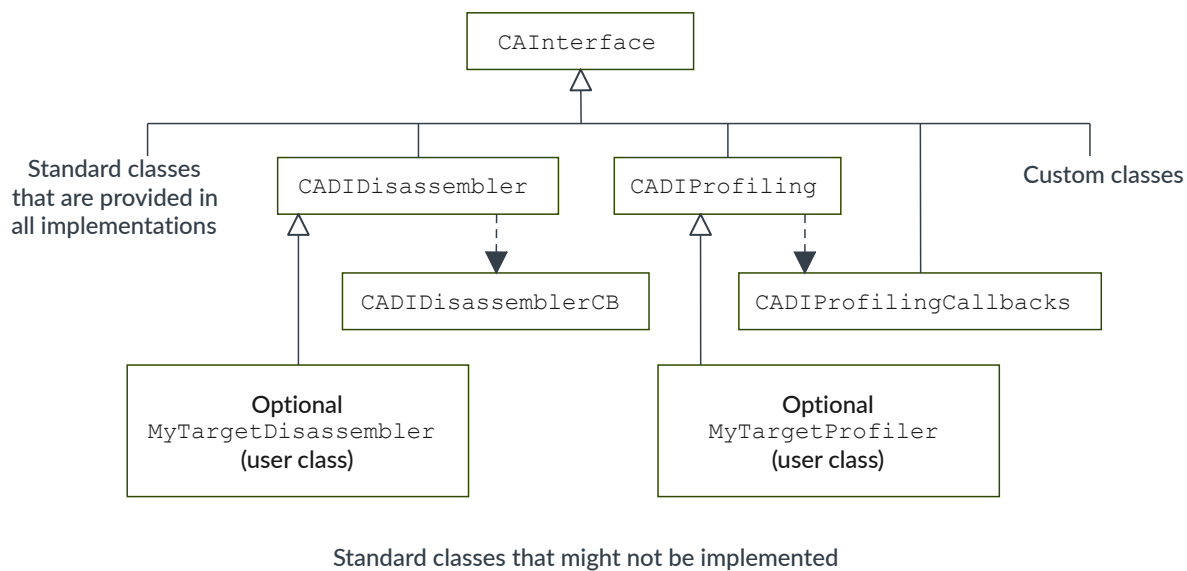 CAInterface
Standard classes
that are provided in
all implementations
CADIDisassembler
CADIProfiling
Custom classes
CADIDisassemblerCB
CADIProfilingCallbacks
Optional
MyTargetDisassembler
(user class)
Optional
MyTargetProfiler
(user class)
Standard classes that might not be implemented